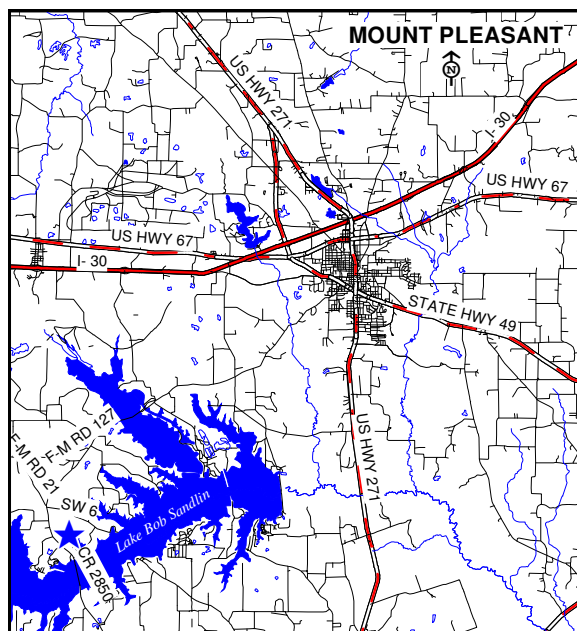 MOUNT PLEASANT
N
US HWY 271
I- 30
US HWY 67
US HWY 67
I- 30
STATE HWY 49
F-M RD 127
F-M RD 21
US HWY 271
SW 6
Lake Bob Sandlin
CR 2850